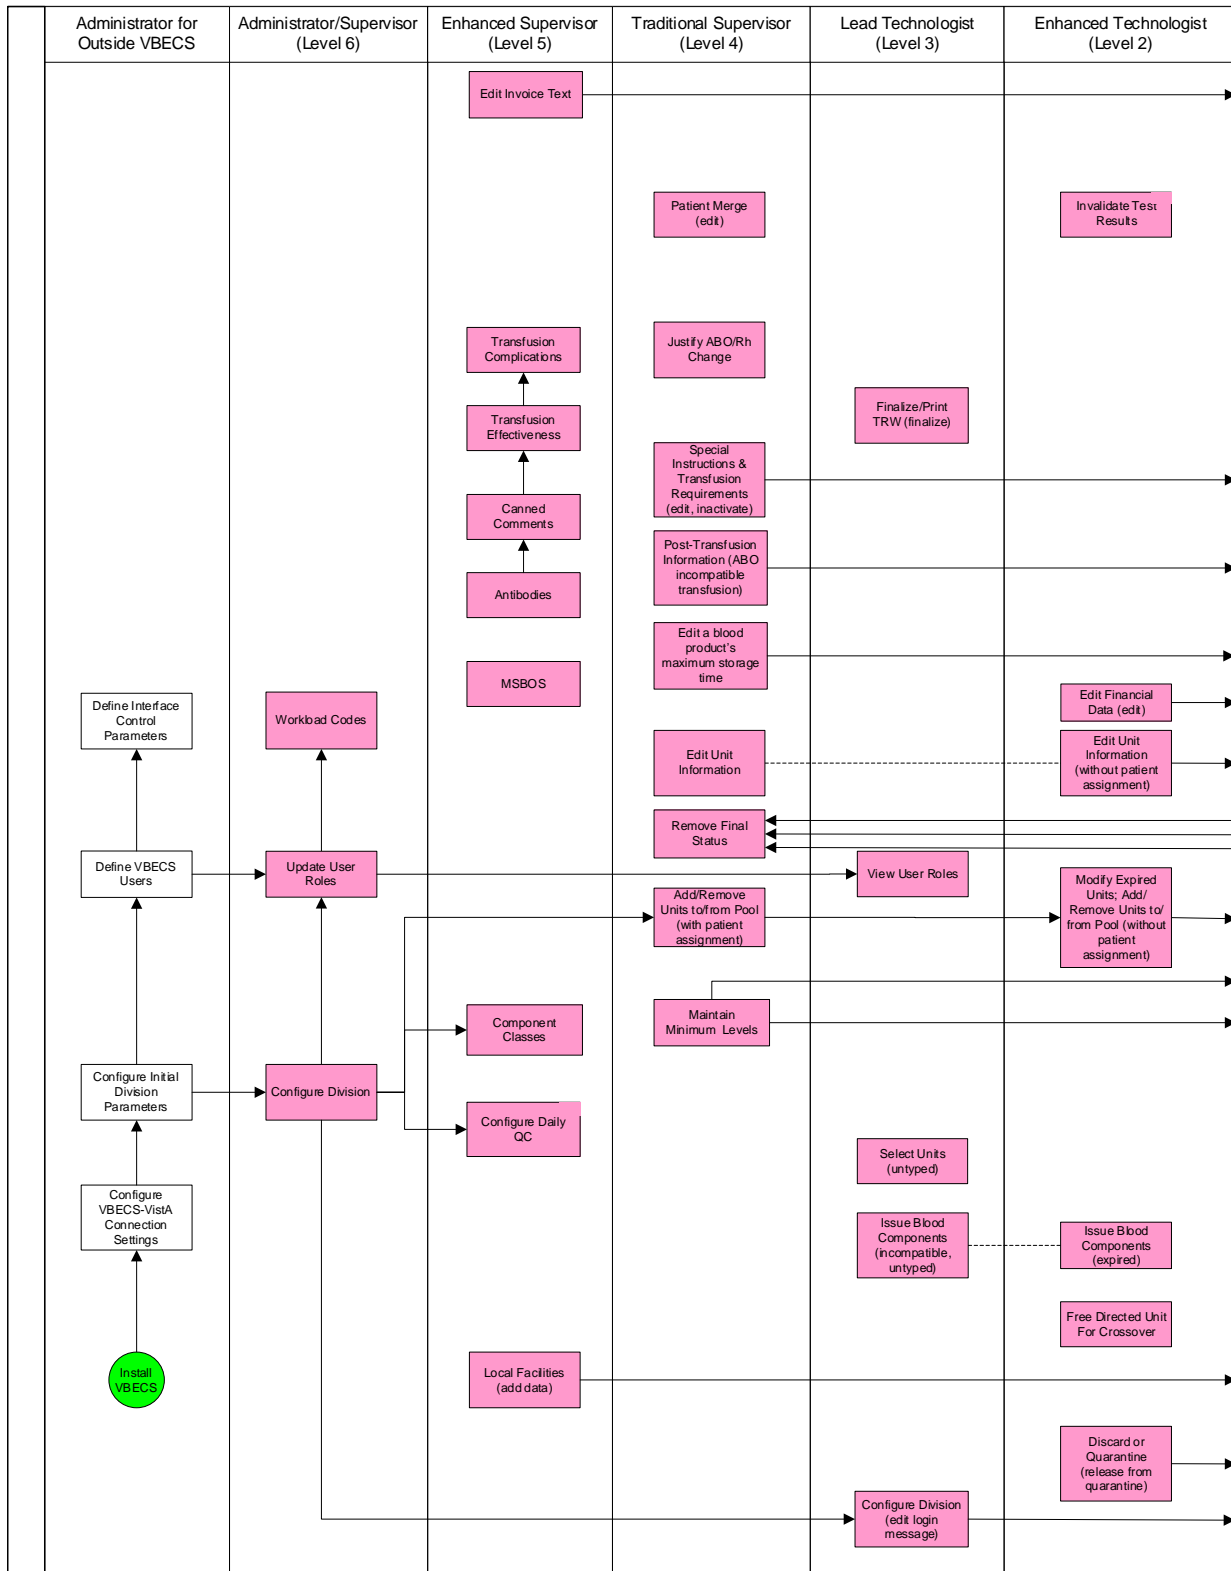 Administrator for
Outside VBECS
Administrator/Supervisor
(Level 6)
Enhanced Supervisor
(Level 5)
Traditional Supervisor
(Level 4)
Lead Technologist
(Level 3)
Enhanced Technologist
(Level 2)
Edit Invoice Text
Patient Merge
(edit)
Invalidate Test
Results
Transfusion
Complications
Justify ABO/Rh
Change
Transfusion
Effectiveness
Finalize/Print
TRW (finalize)
Special
Instructions &
Transfusion
Requirements
(edit, inactivate)
Canned
Comments
Post-Transfusion
Information (ABO
incompatible
transfusion)
Antibodies
Edit a blood
product's
maximum storage
time
MSBOS
Define Interface
Control
Parameters
Workload Codes
Edit Financial
Data (edit)
Edit Unit
Information
Edit Unit
Information
(without patient
assignment)
Remove Final
Status
Define VBECS
Users
Update User
Roles
View User Roles
Add/Remove
Units to/from Pool
(with patient
assignment)
Modify Expired
Units; Add/
Remove Units to/
from Pool (without
patient
assignment)
Component
Classes
Maintain
Minimum Levels
Configure Initial
Division
Parameters
Configure Division
Configure Daily
QC
Select Units
(untyped)
Configure
VBECS-VistA
Connection
Settings
Issue Blood
Components
(incompatible,
untyped)
Issue Blood
Components
(expired)
Free Directed Unit
For Crossover
Install
VBECS
Local Facilities
(add data)
Discard or
Quarantine
(release from
quarantine)
Configure Division
(edit login
message)